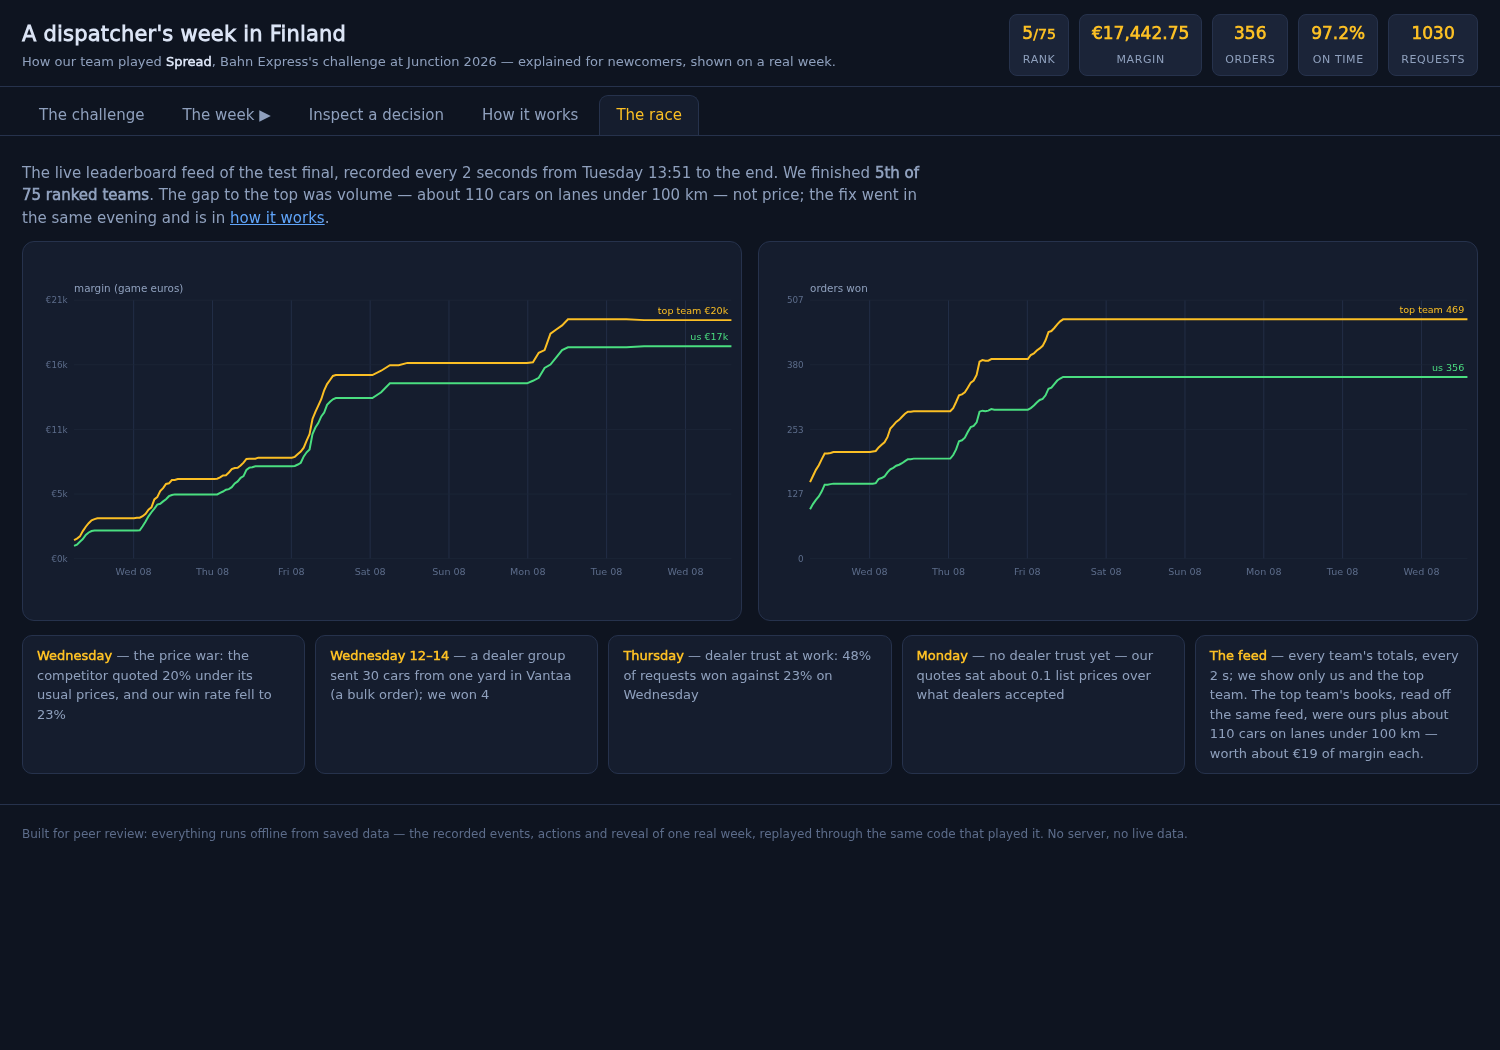 A dispatcher's week in Finland
How our team played Spread, Bahn Express's challenge at Junction 2026 — explained for newcomers, shown on a real week.
5/75
RANK
€17,442.75
MARGIN
356
ORDERS
97.2%
ON TIME
1030
REQUESTS
The challenge
The week ▶
Inspect a decision
How it works
The race
The live leaderboard feed of the test final, recorded every 2 seconds from Tuesday 13:51 to the end. We finished 5th of
75 ranked teams. The gap to the top was volume — about 110 cars on lanes under 100 km — not price; the fix went in
the same evening and is in how it works.
margin (game euros)
€21k
€16k
€11k
€5k
€0k
top team €20k
us €17k
Wed 08 Thu 08 Fri 08 Sat 08 Sun 08 Mon 08 Tue 08 Wed 08
orders won
507
380
253
127
0
top team 469
us 356
Wed 08 Thu 08 Fri 08 Sat 08 Sun 08 Mon 08 Tue 08 Wed 08
Wednesday — the price war: the
competitor quoted 20% under its
usual prices, and our win rate fell to
23%
Wednesday 12–14 — a dealer group
sent 30 cars from one yard in Vantaa
(a bulk order); we won 4
Thursday — dealer trust at work: 48%
of requests won against 23% on
Wednesday
Monday — no dealer trust yet — our
quotes sat about 0.1 list prices over
what dealers accepted
The feed — every team's totals, every
2 s; we show only us and the top
team. The top team's books, read off
the same feed, were ours plus about
110 cars on lanes under 100 km —
worth about €19 of margin each.
Built for peer review: everything runs offline from saved data — the recorded events, actions and reveal of one real week, replayed through the same code that played it. No server, no live data.